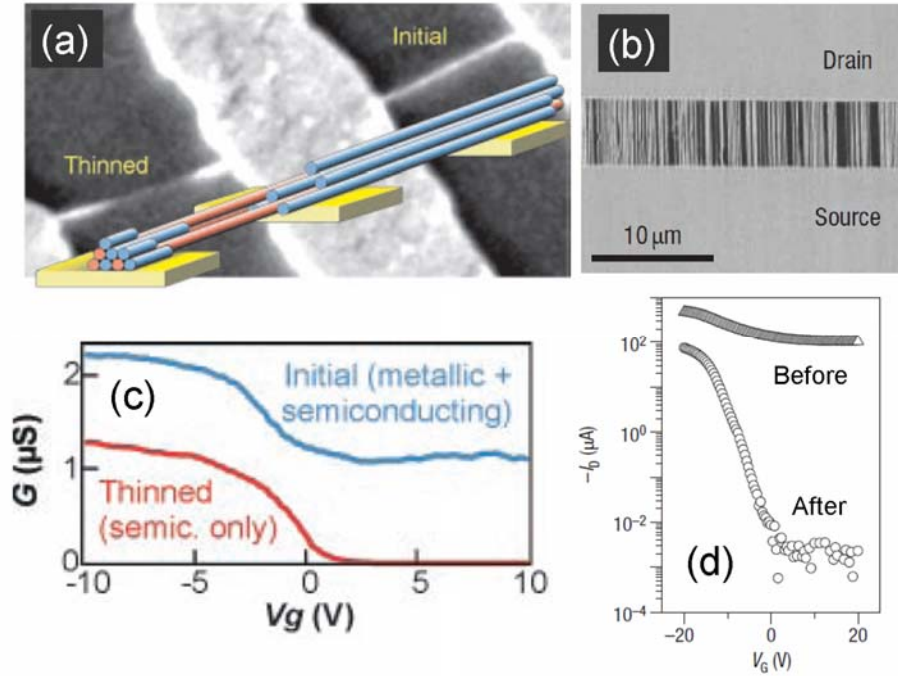 (a)
Initial
Thinned
(b)
Drain
Source
10 μm
(c)
G (μS)
2
1
0
Initial (metallic +
semiconducting)
Thinned
(semic. only)
-10
-5
0
5
10
Vg (V)
(d)
−I_D (μA)
10^2
10^0
10^−2
10^−4
Before
After
−20
0
20
V_G (V)